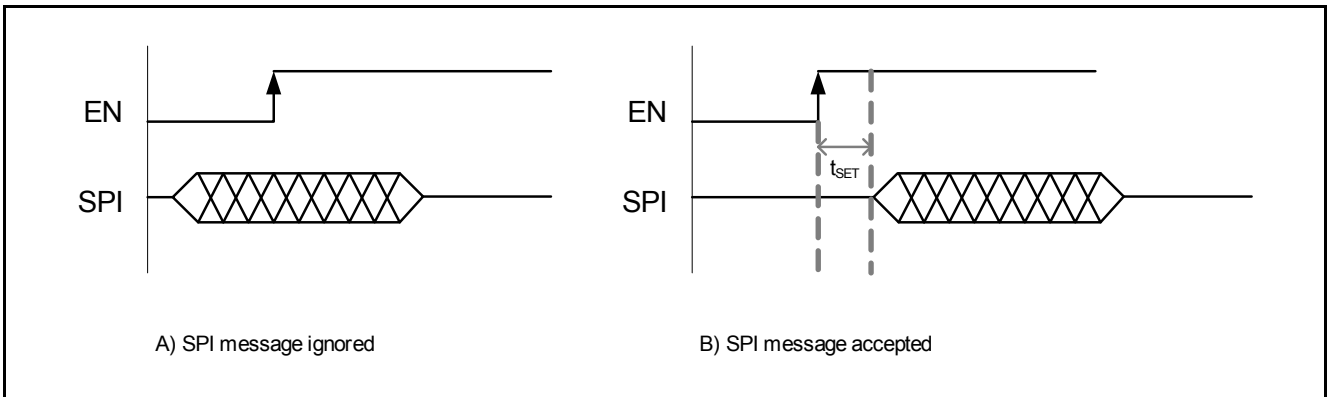 EN
SPI
A) SPI message ignored
EN
tSET
SPI
B) SPI message accepted